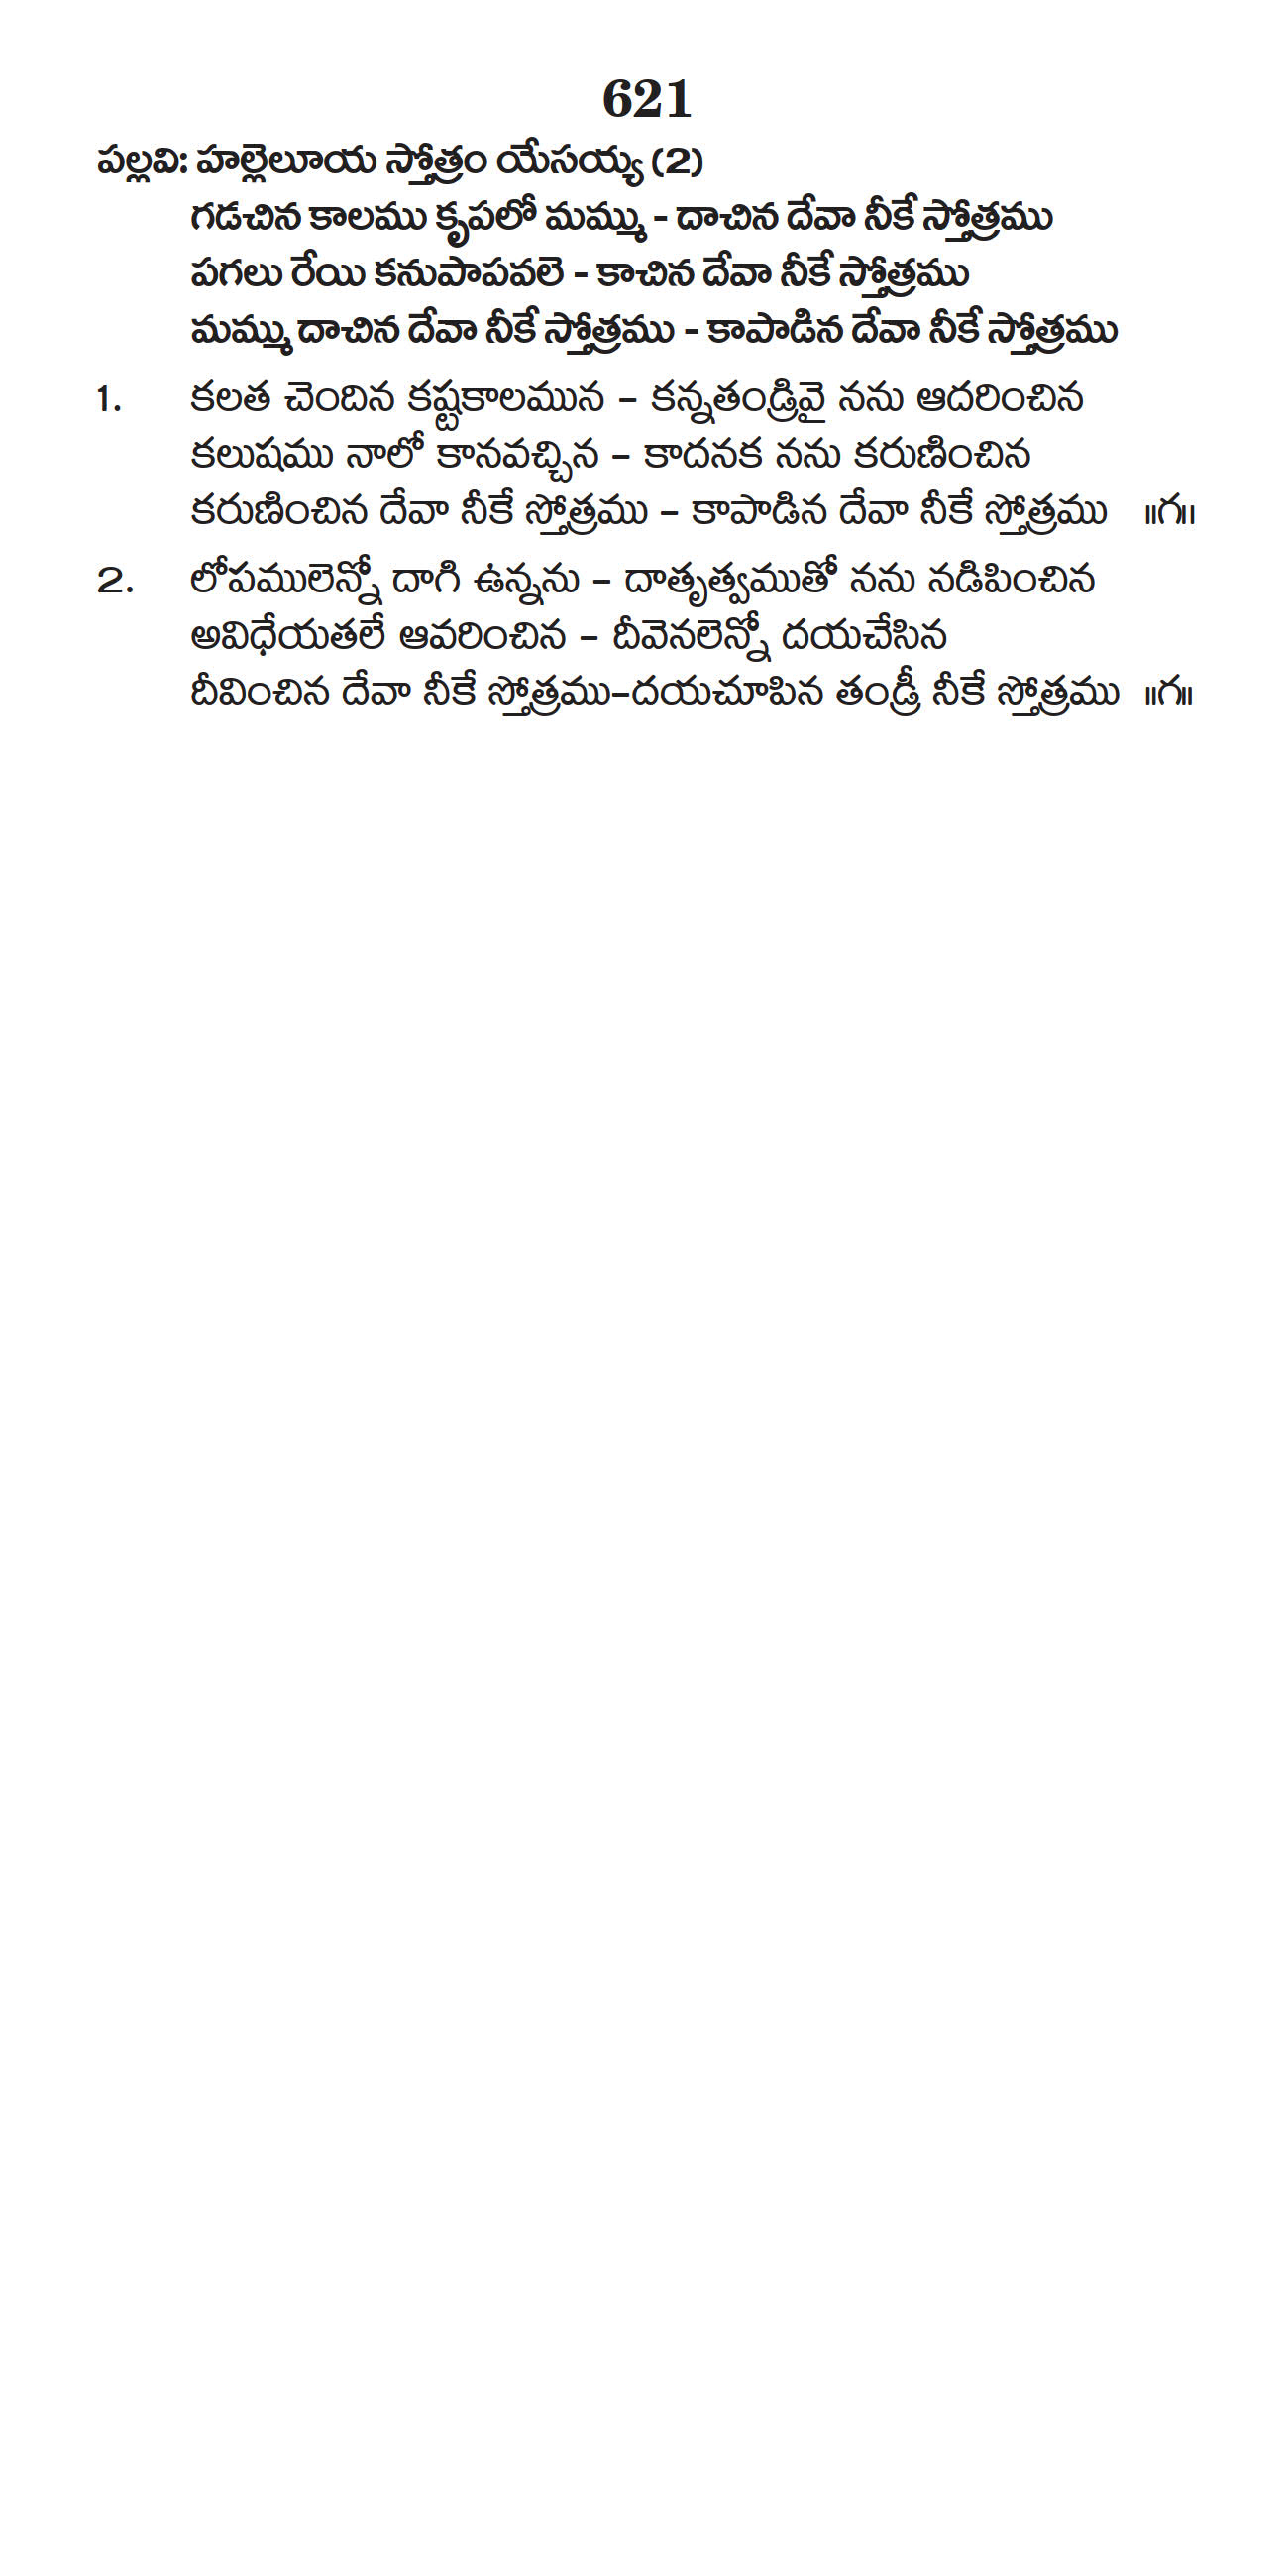 621
పల్లవి: హల్లెలూయ స్తోత్రం యేసయ్య (2)
గడచిన కాలము కృపలో మమ్ము - దాచిన దేవా నీకే స్తోత్రము
పగలు రేయి కనుపాపవలె - కాచిన దేవా నీకే స్తోత్రము
మమ్ము దాచిన దేవా నీకే స్తోత్రము - కాపాడిన దేవా నీకే స్తోత్రము
1. కలత చెందిన కష్టకాలమున - కన్నతండ్రివై నను ఆదరించిన
కలుషము నాలో కానవచ్చిన - కాదనక నను కరుణించిన
కరుణించిన దేవా నీకే స్తోత్రము - కాపాడిన దేవా నీకే స్తోత్రము ॥గ॥
2. లోపములెన్నో దాగి ఉన్నను - దాతృత్వముతో నను నడిపించిన
అవిధేయతలే ఆవరించిన - దీవెనలెన్నో దయచేసిన
దీవించిన దేవా నీకే స్తోత్రము-దయచూపిన తండ్రీ నీకే స్తోత్రము ॥గ॥